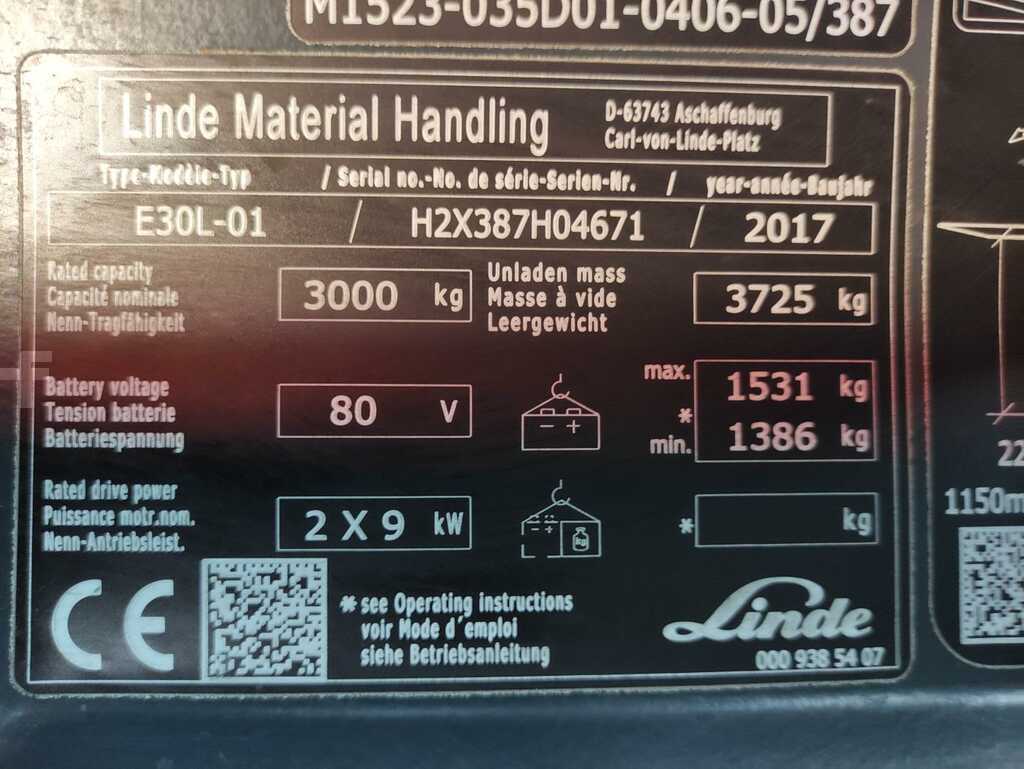 M1523-035D01-0406-05/387
Linde Material Handling
D-63743 Aschaffenburg
Carl-von-Linde-Platz
Type-Modèle-Typ / Serial no.-No. de série-Serien-Nr. / year-année-Baujahr
E30L-01 / H2X387H04671 / 2017
Rated capacity
Capacité nominale
Nenn-Tragfähigkeit
3000 kg
Unladen mass
Masse à vide
Leergewicht
3725 kg
Battery voltage
Tension batterie
Batteriespannung
80 V
- +
max. 1531 kg
*
min. 1386 kg
Rated drive power
Puissance motr.nom.
Nenn-Antriebsleist.
2 X 9 kW
- +
kg
* kg
CE
* see Operating instructions
voir Mode d'emploi
siehe Betriebsanleitung
Linde
000 938 54 07
22
1150m